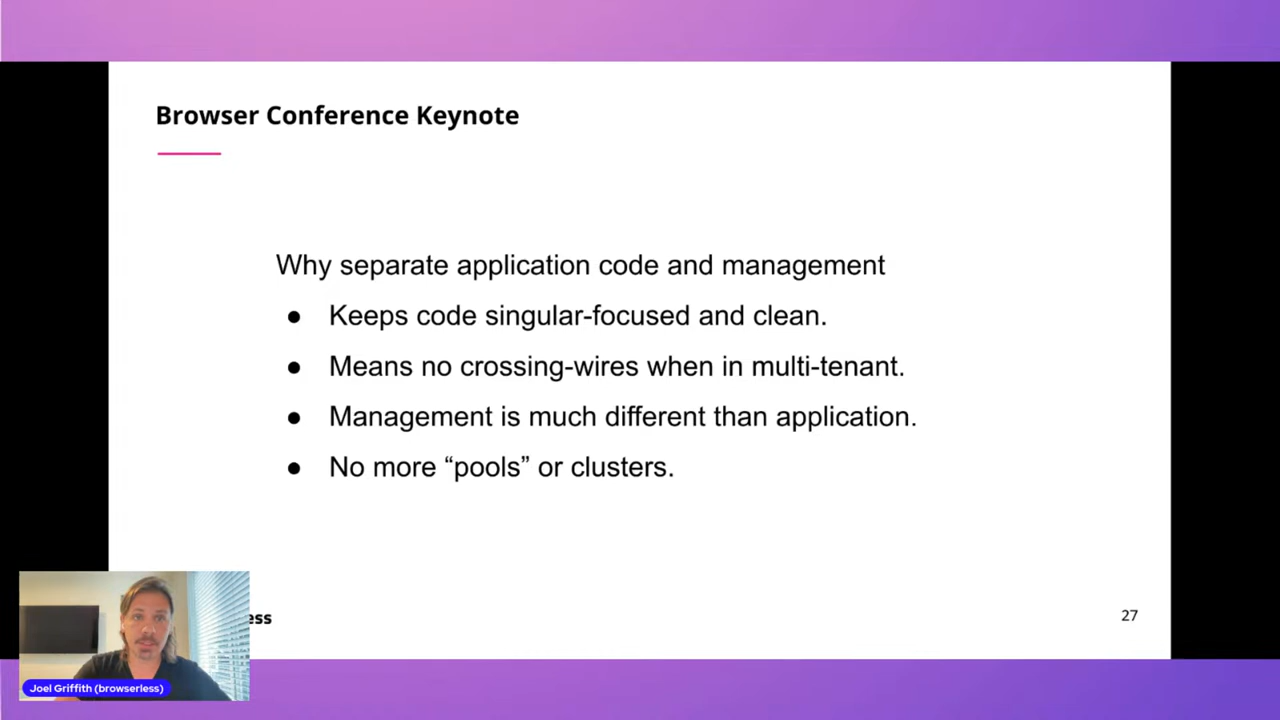 Browser Conference Keynote
Why separate application code and management
● Keeps code singular-focused and clean.
● Means no crossing-wires when in multi-tenant.
● Management is much different than application.
● No more “pools” or clusters.
ess
27
Joel Griffith (browserless)